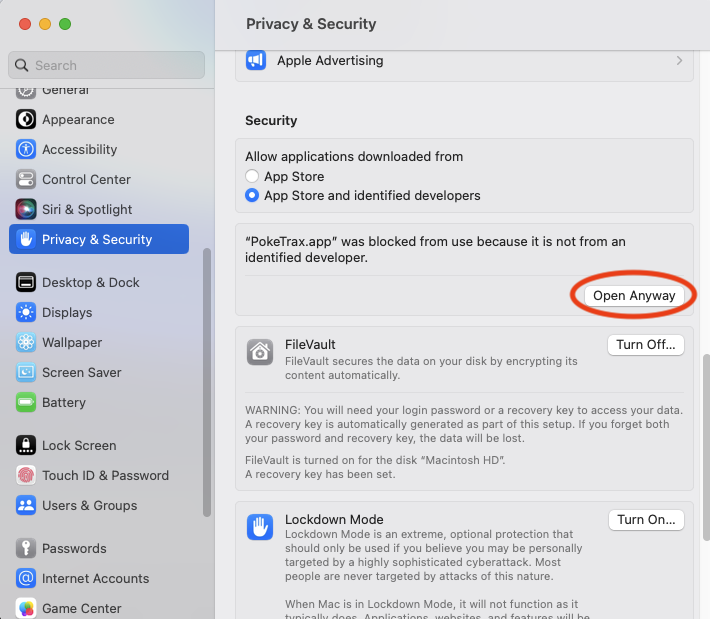 Privacy & Security
Search
General
Appearance
Accessibility
Control Center
Siri & Spotlight
Privacy & Security
Desktop & Dock
Displays
Wallpaper
Screen Saver
Battery
Lock Screen
Touch ID & Password
Users & Groups
Passwords
Internet Accounts
Game Center
Apple Advertising
Security
Allow applications downloaded from
App Store
App Store and identified developers
“PokeTrax.app” was blocked from use because it is not from an
identified developer.
Open Anyway
FileVault
Turn Off...
FileVault secures the data on your disk by encrypting its
content automatically.
WARNING: You will need your login password or a recovery key to access your data.
A recovery key is automatically generated as part of this setup. If you forget both
your password and recovery key, the data will be lost.
FileVault is turned on for the disk “Macintosh HD”.
A recovery key has been set.
Lockdown Mode
Turn On...
Lockdown Mode is an extreme, optional protection that
should only be used if you believe you may be personally
targeted by a highly sophisticated cyberattack. Most
people are never targeted by attacks of this nature.
When Mac is in Lockdown Mode, it will not function as it
typically does. Applications, websites, and features will be